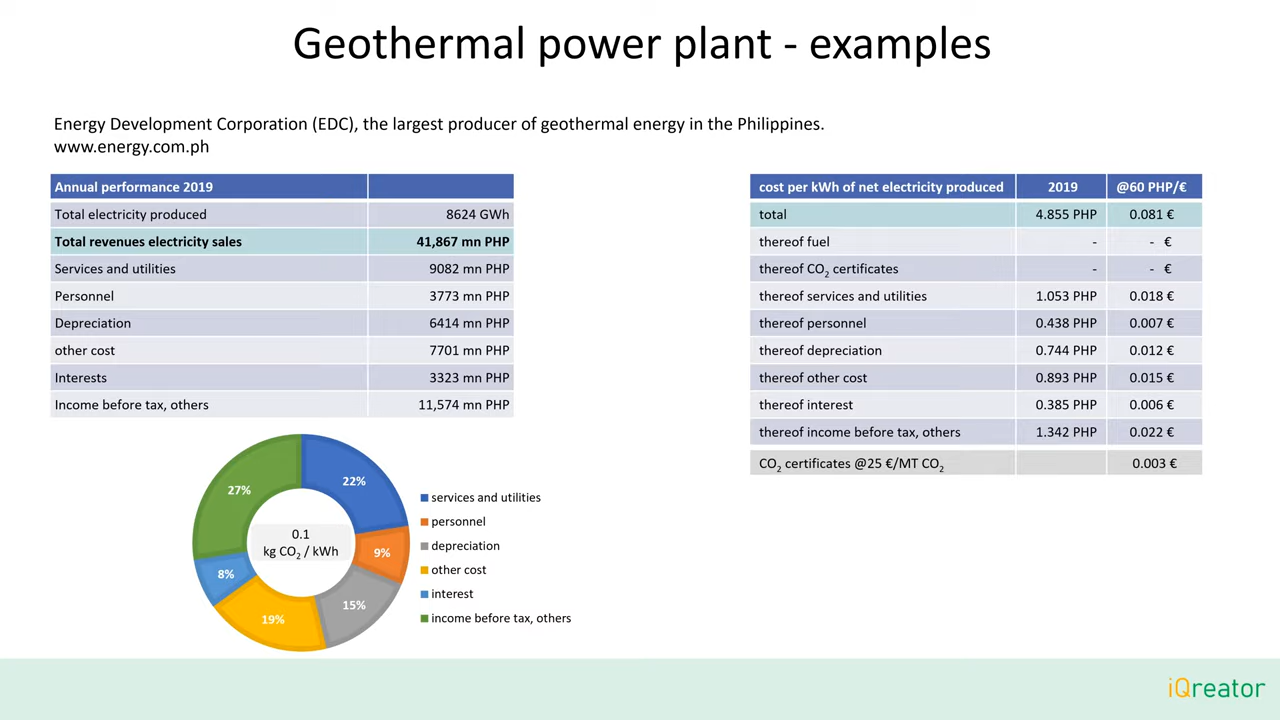 Geothermal power plant - examples
Energy Development Corporation (EDC), the largest producer of geothermal energy in the Philippines.
www.energy.com.ph
Annual performance 2019
Total electricity produced 8624 GWh
Total revenues electricity sales 41,867 mn PHP
Services and utilities 9082 mn PHP
Personnel 3773 mn PHP
Depreciation 6414 mn PHP
other cost 7701 mn PHP
Interests 3323 mn PHP
Income before tax, others 11,574 mn PHP
cost per kWh of net electricity produced 2019 @60 PHP/€
total 4.855 PHP 0.081 €
thereof fuel - - €
thereof CO2 certificates - - €
thereof services and utilities 1.053 PHP 0.018 €
thereof personnel 0.438 PHP 0.007 €
thereof depreciation 0.744 PHP 0.012 €
thereof other cost 0.893 PHP 0.015 €
thereof interest 0.385 PHP 0.006 €
thereof income before tax, others 1.342 PHP 0.022 €
CO2 certificates @25 €/MT CO2 0.003 €
22%
9%
15%
19%
8%
27%
0.1
kg CO2 / kWh
services and utilities
personnel
depreciation
other cost
interest
income before tax, others
iQreator